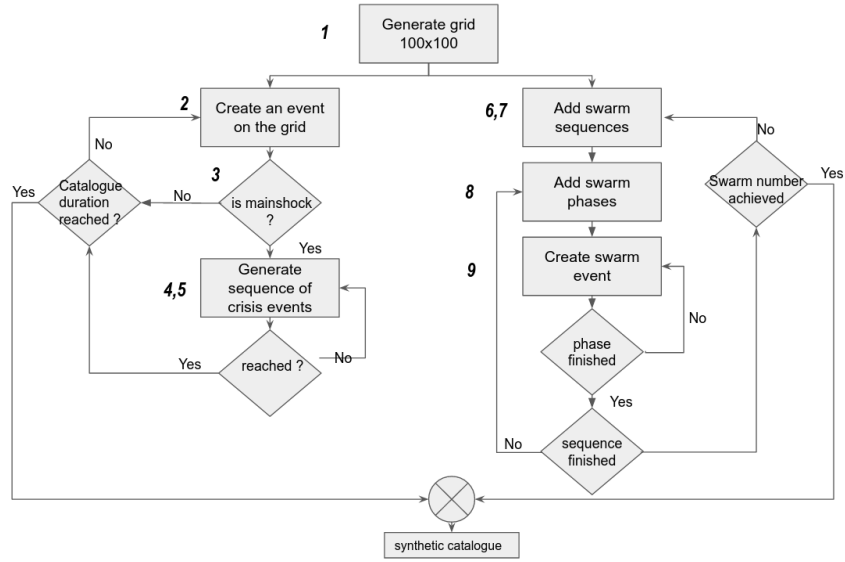 1
Generate grid
100x100
2
Create an event
on the grid
6,7
Add swarm
sequences
No
No
Yes
Catalogue
duration
reached ?
No
3
is mainshock
?
Yes
8
Add swarm
phases
Swarm number
achieved
Yes
4,5
Generate
sequence of
crisis events
9
Create swarm
event
No
reached ?
No
Yes
phase
finished
Yes
No
sequence
finished
synthetic catalogue